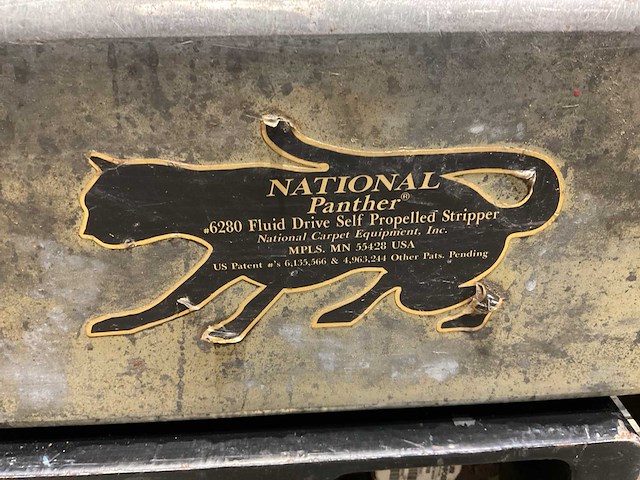 NATIONAL
Panther®
#6280 Fluid Drive Self Propelled Stripper
National Carpet Equipment, Inc.
MPLS. MN 55428 USA
US Patent #'s 6,135,566 & 4,963,244 Other Pats. Pending